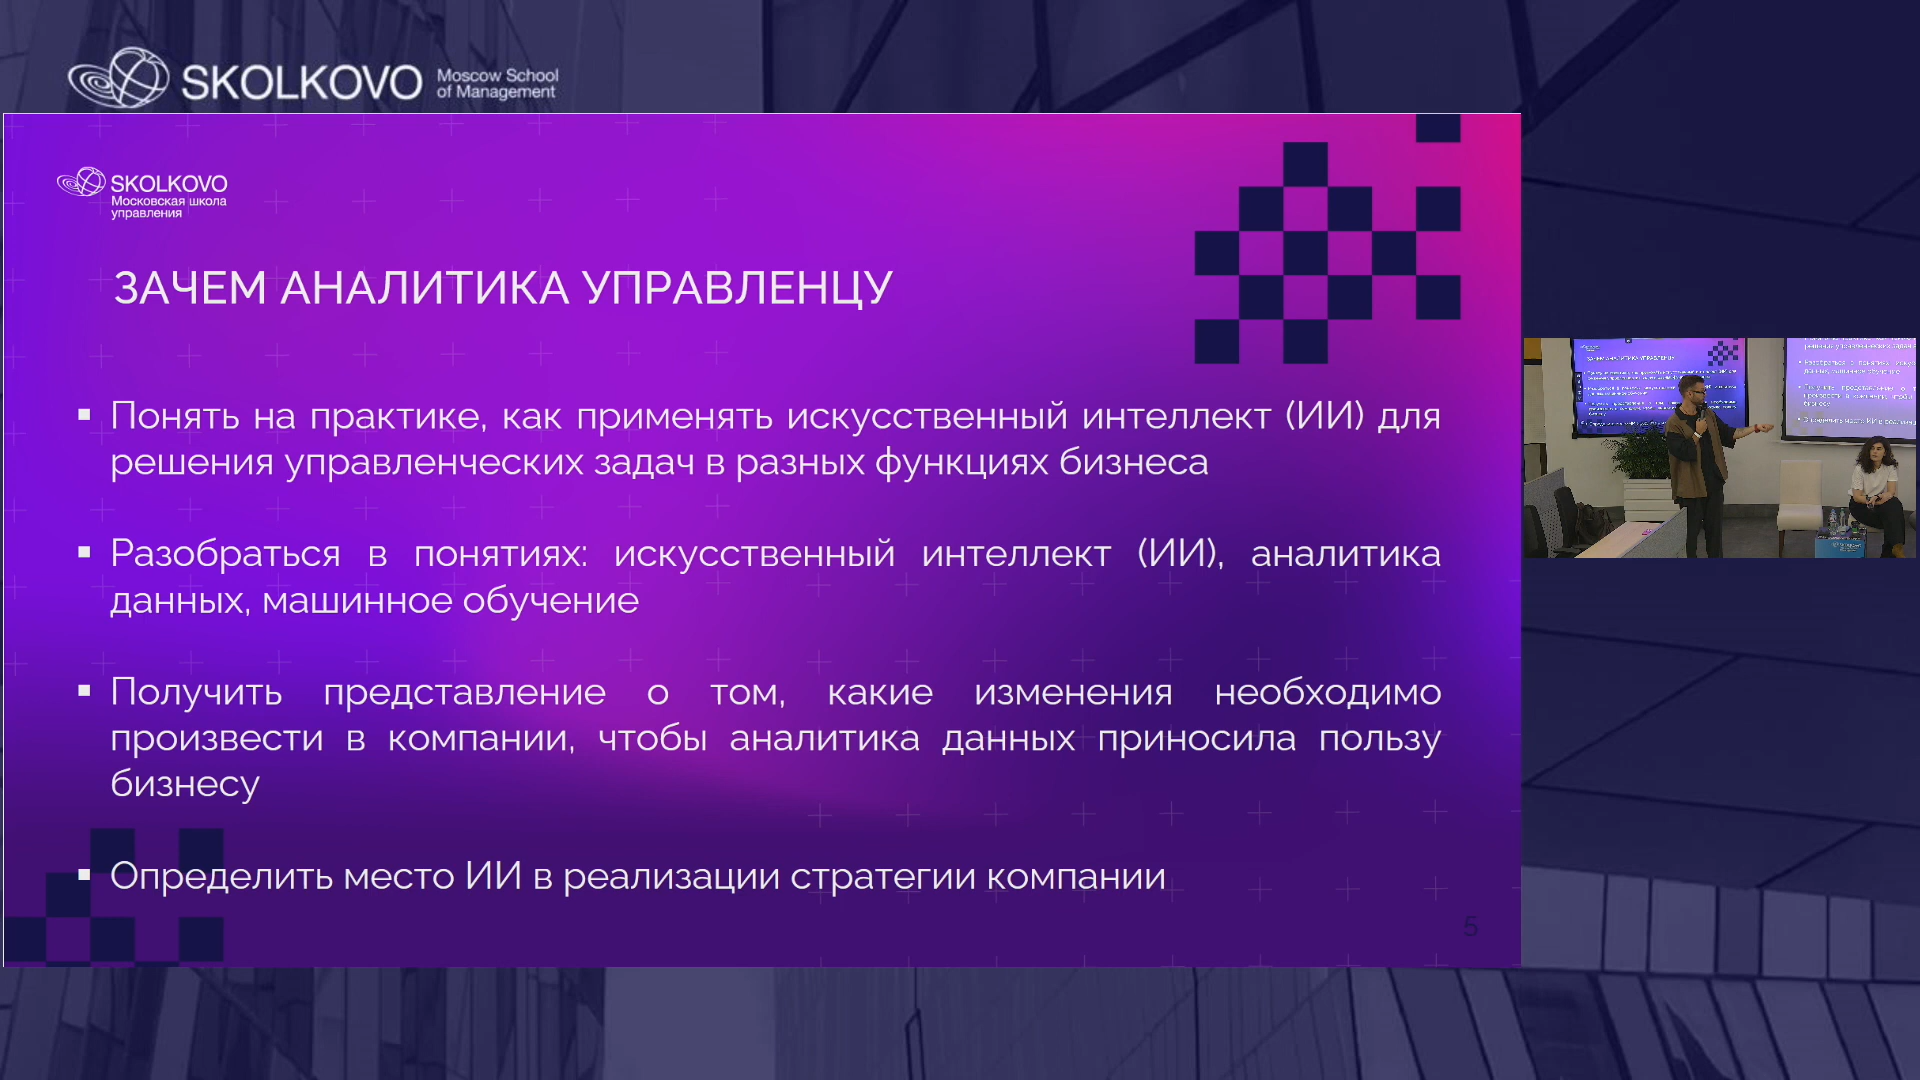 SKOLKOVO Moscow School
of Management
SKOLKOVO
Московская школа
управления
ЗАЧЕМ АНАЛИТИКА УПРАВЛЕНЦУ
▪ Понять на практике, как применять искусственный интеллект (ИИ) для
решения управленческих задач в разных функциях бизнеса
▪ Разобраться в понятиях: искусственный интеллект (ИИ), аналитика
данных, машинное обучение
▪ Получить представление о том, какие изменения необходимо
произвести в компании, чтобы аналитика данных приносила пользу
бизнесу
▪ Определить место ИИ в реализации стратегии компании
5
ЗАЧЕМ АНАЛИТИКА УПРАВЛЕНЦУ